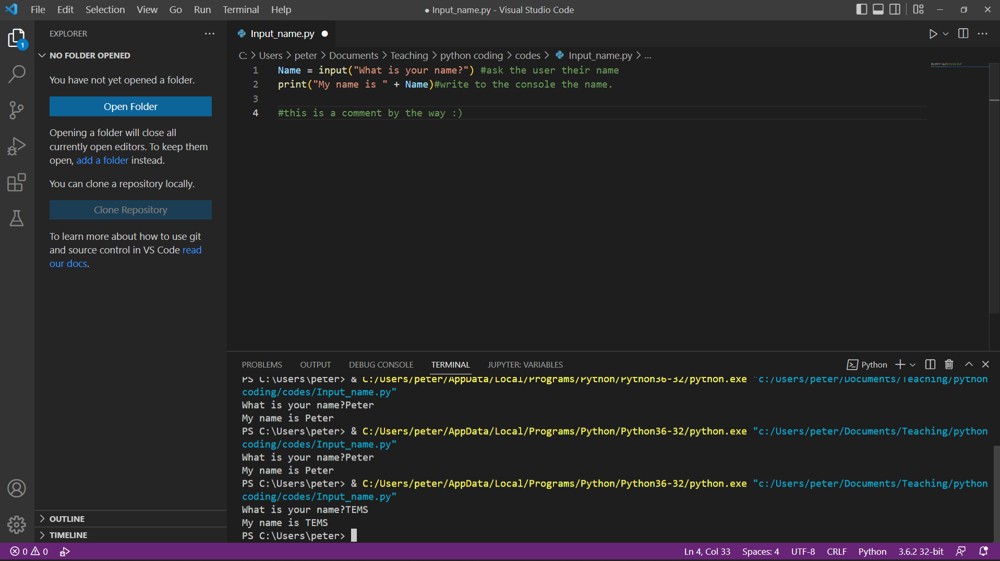 File Edit Selection View Go Run Terminal Help
● Input_name.py - Visual Studio Code
1
EXPLORER
NO FOLDER OPENED
You have not yet opened a folder.
Open Folder
Opening a folder will close all
currently open editors. To keep them
open, add a folder instead.
You can clone a repository locally.
Clone Repository
To learn more about how to use git
and source control in VS Code read
our docs.
OUTLINE
TIMELINE
Input_name.py
C: > Users > peter > Documents > Teaching > python coding > codes > Input_name.py > ...
1 Name = input("What is your name?") #ask the user their name
2 print("My name is " + Name)#write to the console the name.
3
4 #this is a comment by the way :)
PROBLEMS OUTPUT DEBUG CONSOLE TERMINAL JUPYTER: VARIABLES
Python
PS C:\Users\peter> & C:/Users/peter/AppData/Local/Programs/Python/Python36-32/python.exe "c:/Users/peter/Documents/Teaching/python
coding/codes/Input_name.py"
What is your name?Peter
My name is Peter
PS C:\Users\peter> & C:/Users/peter/AppData/Local/Programs/Python/Python36-32/python.exe "c:/Users/peter/Documents/Teaching/python
coding/codes/Input_name.py"
What is your name?Peter
My name is Peter
PS C:\Users\peter> & C:/Users/peter/AppData/Local/Programs/Python/Python36-32/python.exe "c:/Users/peter/Documents/Teaching/python
coding/codes/Input_name.py"
What is your name?TEMS
My name is TEMS
PS C:\Users\peter>
0 0
Ln 4, Col 33 Spaces: 4 UTF-8 CRLF Python 3.6.2 32-bit